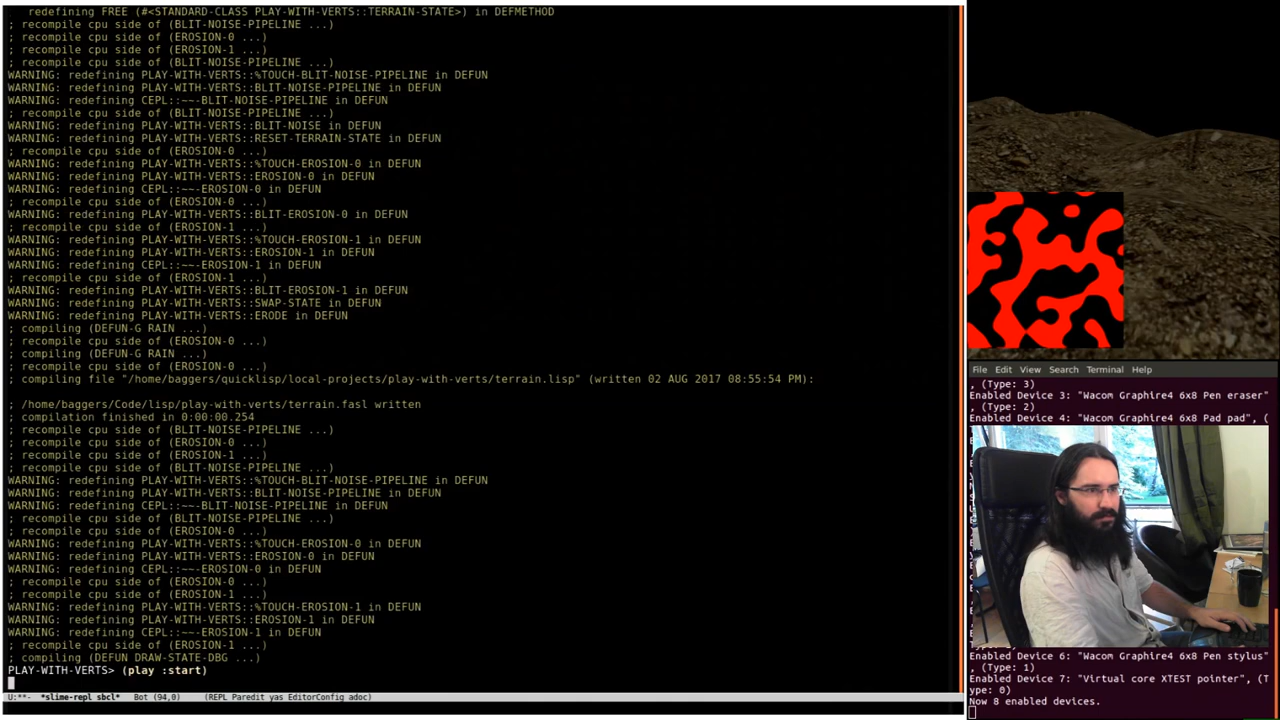 redefining FREE (#<STANDARD-CLASS PLAY-WITH-VERTS::TERRAIN-STATE>) in DEFMETHOD
; recompile cpu side of (BLIT-NOISE-PIPELINE ...)
; recompile cpu side of (EROSION-0 ...)
; recompile cpu side of (EROSION-1 ...)
; recompile cpu side of (BLIT-NOISE-PIPELINE ...)
WARNING: redefining PLAY-WITH-VERTS::%TOUCH-BLIT-NOISE-PIPELINE in DEFUN
WARNING: redefining PLAY-WITH-VERTS::BLIT-NOISE-PIPELINE in DEFUN
WARNING: redefining CEPL::~~-BLIT-NOISE-PIPELINE in DEFUN
; recompile cpu side of (BLIT-NOISE-PIPELINE ...)
WARNING: redefining PLAY-WITH-VERTS::BLIT-NOISE in DEFUN
WARNING: redefining PLAY-WITH-VERTS::RESET-TERRAIN-STATE in DEFUN
; recompile cpu side of (EROSION-0 ...)
WARNING: redefining PLAY-WITH-VERTS::%TOUCH-EROSION-0 in DEFUN
WARNING: redefining PLAY-WITH-VERTS::EROSION-0 in DEFUN
WARNING: redefining CEPL::~~-EROSION-0 in DEFUN
; recompile cpu side of (EROSION-0 ...)
WARNING: redefining PLAY-WITH-VERTS::BLIT-EROSION-0 in DEFUN
; recompile cpu side of (EROSION-1 ...)
WARNING: redefining PLAY-WITH-VERTS::%TOUCH-EROSION-1 in DEFUN
WARNING: redefining PLAY-WITH-VERTS::EROSION-1 in DEFUN
WARNING: redefining CEPL::~~-EROSION-1 in DEFUN
; recompile cpu side of (EROSION-1 ...)
WARNING: redefining PLAY-WITH-VERTS::BLIT-EROSION-1 in DEFUN
WARNING: redefining PLAY-WITH-VERTS::SWAP-STATE in DEFUN
WARNING: redefining PLAY-WITH-VERTS::ERODE in DEFUN
; compiling (DEFUN-G RAIN ...)
; recompile cpu side of (EROSION-0 ...)
; compiling (DEFUN-G RAIN ...)
; recompile cpu side of (EROSION-0 ...)
; compiling file "/home/baggers/quicklisp/local-projects/play-with-verts/terrain.lisp" (written 02 AUG 2017 08:55:54 PM):
; /home/baggers/Code/lisp/play-with-verts/terrain.fasl written
; compilation finished in 0:00:00.254
; recompile cpu side of (BLIT-NOISE-PIPELINE ...)
; recompile cpu side of (EROSION-0 ...)
; recompile cpu side of (EROSION-1 ...)
; recompile cpu side of (BLIT-NOISE-PIPELINE ...)
WARNING: redefining PLAY-WITH-VERTS::%TOUCH-BLIT-NOISE-PIPELINE in DEFUN
WARNING: redefining PLAY-WITH-VERTS::BLIT-NOISE-PIPELINE in DEFUN
WARNING: redefining CEPL::~~-BLIT-NOISE-PIPELINE in DEFUN
; recompile cpu side of (BLIT-NOISE-PIPELINE ...)
; recompile cpu side of (EROSION-0 ...)
WARNING: redefining PLAY-WITH-VERTS::%TOUCH-EROSION-0 in DEFUN
WARNING: redefining PLAY-WITH-VERTS::EROSION-0 in DEFUN
WARNING: redefining CEPL::~~-EROSION-0 in DEFUN
; recompile cpu side of (EROSION-0 ...)
; recompile cpu side of (EROSION-1 ...)
WARNING: redefining PLAY-WITH-VERTS::%TOUCH-EROSION-1 in DEFUN
WARNING: redefining PLAY-WITH-VERTS::EROSION-1 in DEFUN
WARNING: redefining CEPL::~~-EROSION-1 in DEFUN
; recompile cpu side of (EROSION-1 ...)
; compiling (DEFUN DRAW-STATE-DBG ...)
PLAY-WITH-VERTS> (play :start)
U:**- *slime-repl sbcl* Bot (94,0) (REPL Paredit yas EditorConfig adoc)
File Edit View Search Terminal Help
, (Type: 3)
Enabled Device 3: "Wacom Graphire4 6x8 Pen eraser"
, (Type: 2)
Enabled Device 4: "Wacom Graphire4 6x8 Pad pad", (
Enabled Device 6: "Wacom Graphire4 6x8 Pen stylus"
, (Type: 1)
Enabled Device 7: "Virtual core XTEST pointer", (T
ype: 0)
Now 8 enabled devices.